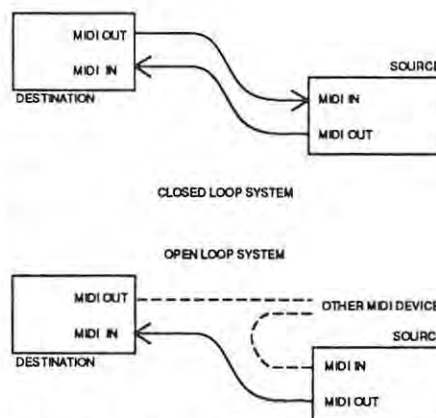 MIDI OUT
MIDI IN
DESTINATION
SOURCE
MIDI IN
MIDI OUT
CLOSED LOOP SYSTEM
OPEN LOOP SYSTEM
MIDI OUT
MIDI IN
DESTINATION
OTHER MIDI DEVICE
SOURCE
MIDI IN
MIDI OUT